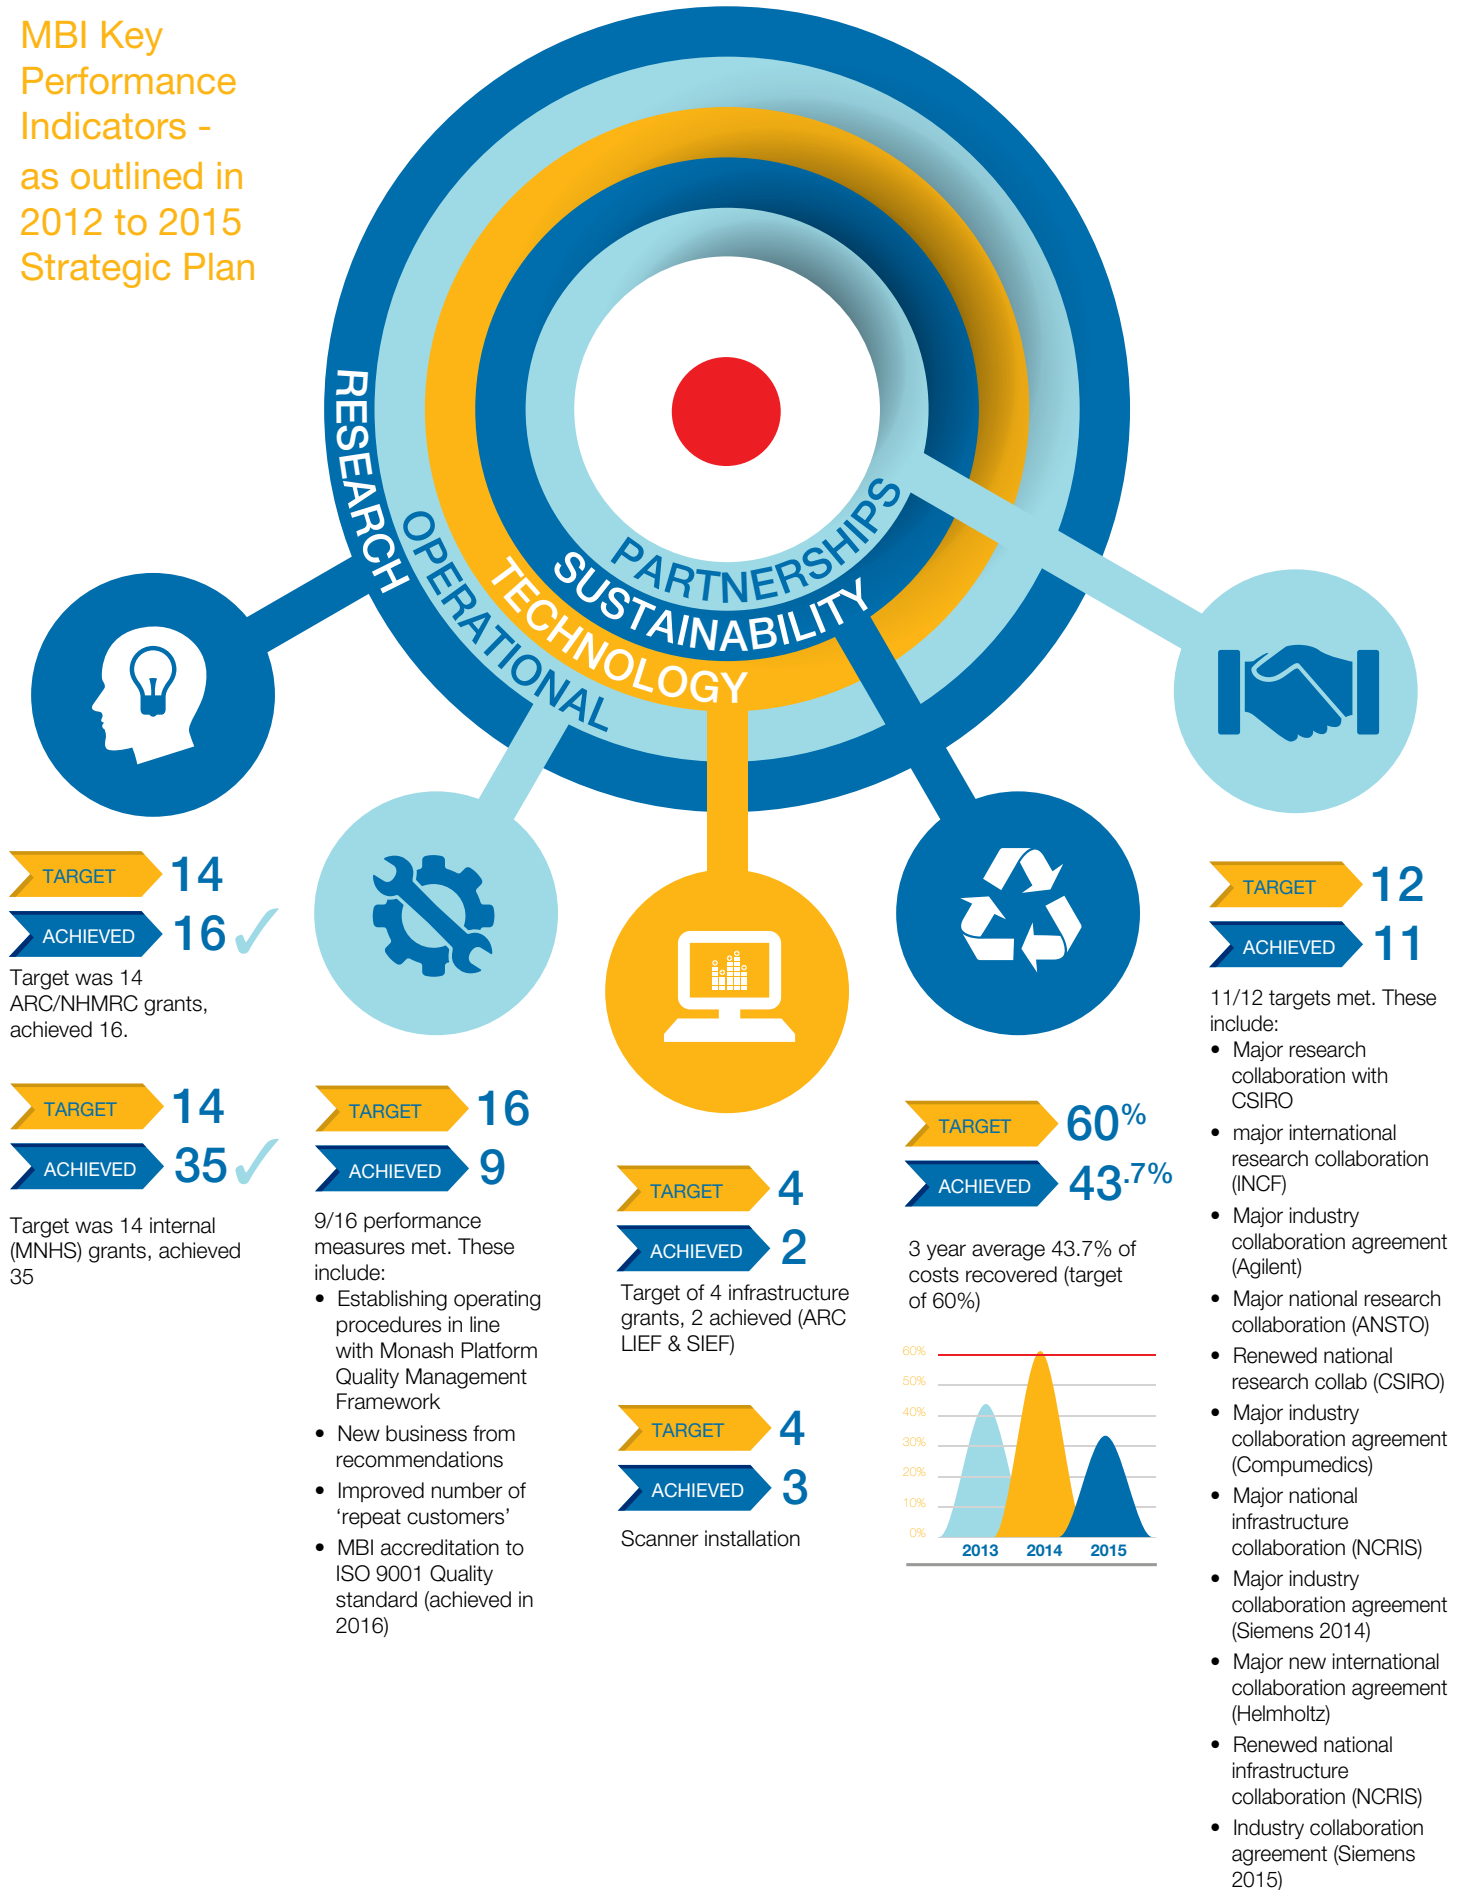 MBI Key
Performance
Indicators -
as outlined in
2012 to 2015
Strategic Plan
RESEARCH
OPERATIONAL
TECHNOLOGY
SUSTAINABILITY
PARTNERSHIPS
TARGET 14
ACHIEVED 16 ✓
Target was 14
ARC/NHMRC grants,
achieved 16.
TARGET 14
ACHIEVED 35 ✓
Target was 14 internal
(MNHS) grants, achieved
35
TARGET 16
ACHIEVED 9
9/16 performance
measures met. These
include:
• Establishing operating
procedures in line
with Monash Platform
Quality Management
Framework
• New business from
recommendations
• Improved number of
‘repeat customers’
• MBI accreditation to
ISO 9001 Quality
standard (achieved in
2016)
TARGET 4
ACHIEVED 2
Target of 4 infrastructure
grants, 2 achieved (ARC
LIEF & SIEF)
TARGET 4
ACHIEVED 3
Scanner installation
TARGET 60%
ACHIEVED 43.7%
3 year average 43.7% of
costs recovered (target
of 60%)
60%
50%
40%
30%
20%
10%
0%
2013 2014 2015
TARGET 12
ACHIEVED 11
11/12 targets met. These
include:
• Major research
collaboration with
CSIRO
• major international
research collaboration
(INCF)
• Major industry
collaboration agreement
(Agilent)
• Major national research
collaboration (ANSTO)
• Renewed national
research collab (CSIRO)
• Major industry
collaboration agreement
(Compumedics)
• Major national
infrastructure
collaboration (NCRIS)
• Major industry
collaboration agreement
(Siemens 2014)
• Major new international
collaboration agreement
(Helmholtz)
• Renewed national
infrastructure
collaboration (NCRIS)
• Industry collaboration
agreement (Siemens
2015)